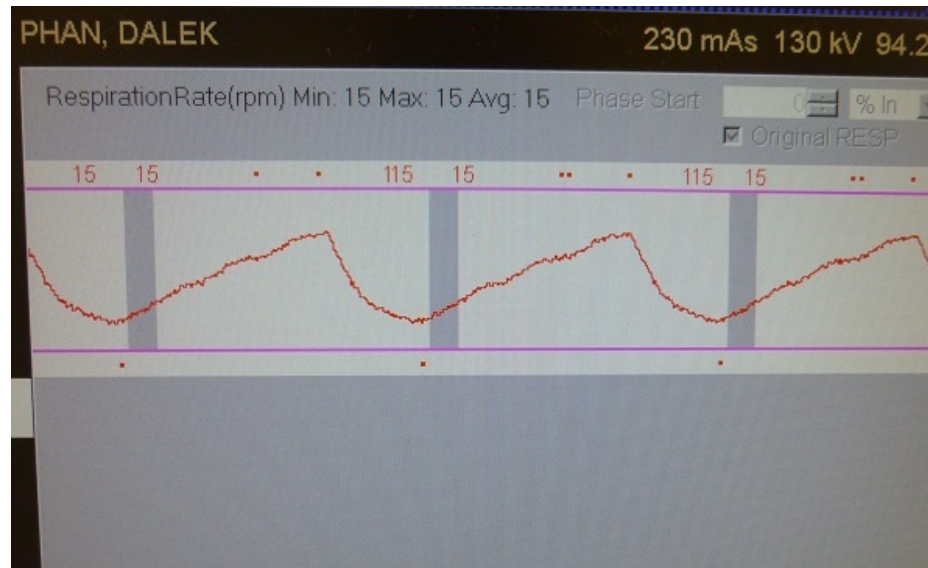 PHAN, DALEK
230 mAs 130 kV 94.2
RespirationRate(rpm) Min: 15 Max: 15 Avg: 15 Phase Start 0 % In
Original RESP
15 15 115 15 115 15